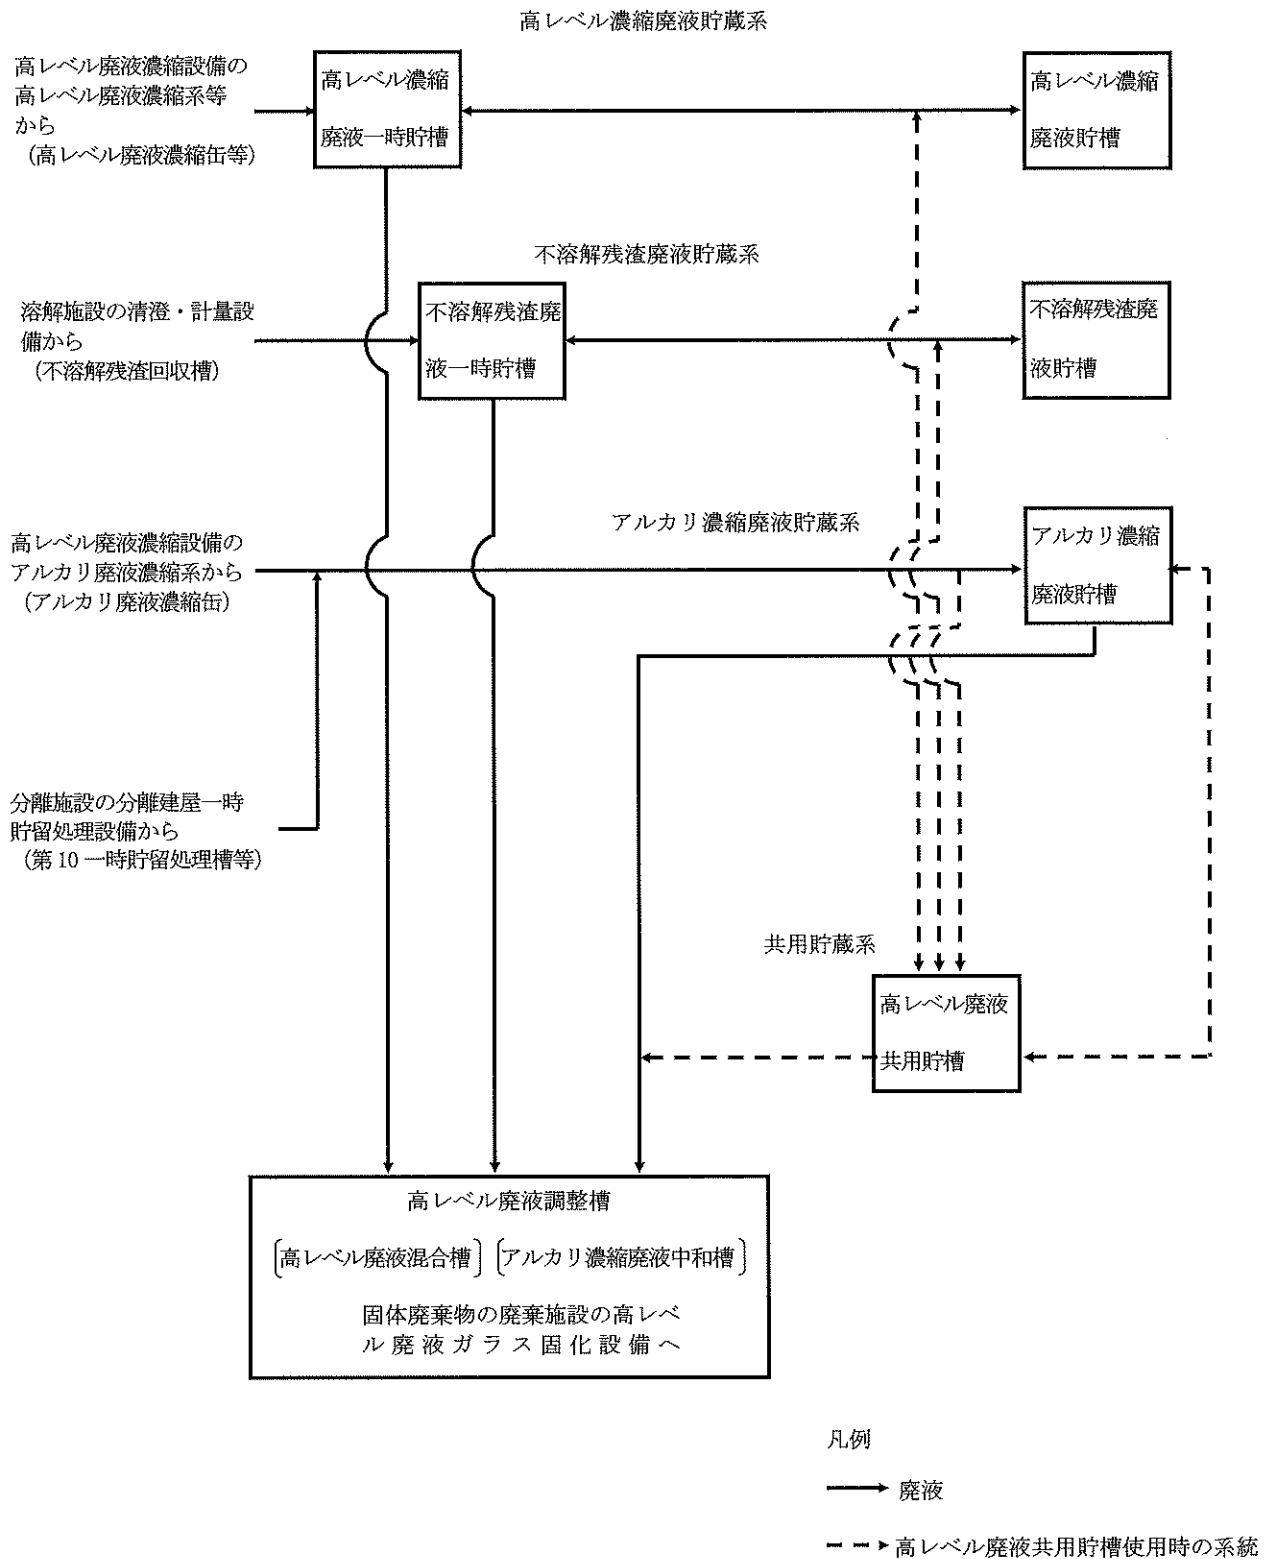 高レベル濃縮廃液貯蔵系
高レベル廃液濃縮設備の
高レベル廃液濃縮系等
から
(高レベル廃液濃縮缶等)
高レベル濃縮
廃液一時貯槽
高レベル濃縮
廃液貯槽
不溶解残渣廃液貯蔵系
溶解施設の清澄・計量設
備から
(不溶解残渣回収槽)
不溶解残渣廃
液一時貯槽
不溶解残渣廃
液貯槽
アルカリ濃縮廃液貯蔵系
高レベル廃液濃縮設備の
アルカリ廃液濃縮系から
(アルカリ廃液濃縮缶)
アルカリ濃縮
廃液貯槽
分離施設の分離建屋一時
貯留処理設備から
(第10一時貯留処理槽等)
共用貯蔵系
高レベル廃液
共用貯槽
高レベル廃液調整槽
〔高レベル廃液混合槽〕〔アルカリ濃縮廃液中和槽〕
固体廃棄物の廃棄施設の高レベ
ル廃液ガラス固化設備へ
凡例
廃液
高レベル廃液共用貯槽使用時の系統